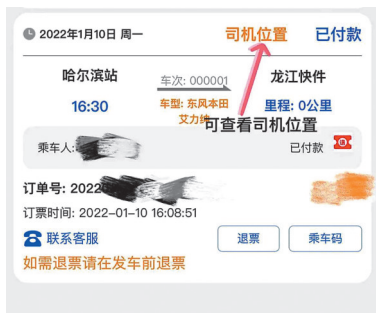 2022年1月10日 周一 司机位置 已付款
哈尔滨站 车次: 000001 龙江快件
16:30 车型: 东风本田 里程: 0公里
艾力绅 可查看司机位置
乘车人: 已付款
订单号: 2022
订票时间: 2022-01-10 16:08:51
联系客服 退票 乘车码
如需退票请在发车前退票